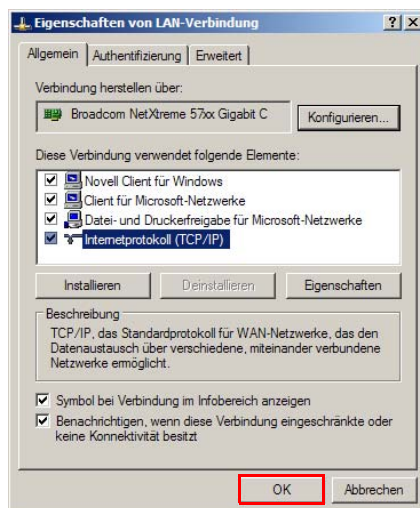 Eigenschaften von LAN-Verbindung
Allgemein Authentifizierung Erweitert
Verbindung herstellen über:
Broadcom NetXtreme 57xx Gigabit C Konfigurieren...
Diese Verbindung verwendet folgende Elemente:
Novell Client für Windows
Client für Microsoft-Netzwerke
Datei- und Druckerfreigabe für Microsoft-Netzwerke
Internetprotokoll (TCP/IP)
Installieren Deinstallieren Eigenschaften
Beschreibung
TCP/IP, das Standardprotokoll für WAN-Netzwerke, das den
Datenaustausch über verschiedene, miteinander verbundene
Netzwerke ermöglicht.
Symbol bei Verbindung im Infobereich anzeigen
Benachrichtigen, wenn diese Verbindung eingeschränkte oder
keine Konnektivität besitzt
OK Abbrechen